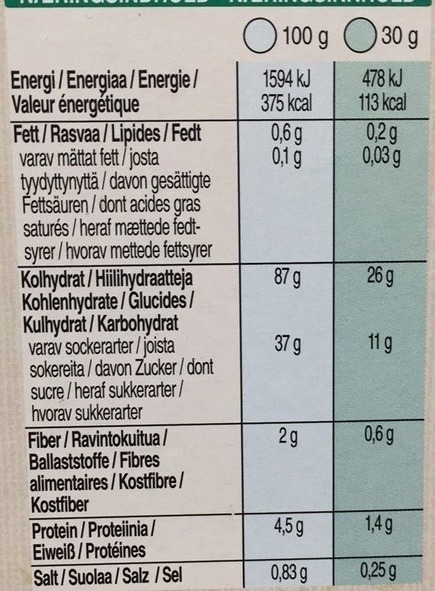 100 g 30 g
Energi / Energiaa / Energie / 1594 kJ 478 kJ
Valeur énergétique 375 kcal 113 kcal
Fett / Rasvaa / Lipides / Fedt 0,6 g 0,2 g
varav mättat fett / josta 0,1 g 0,03 g
tyydyttynyttä / davon gesättigte
Fettsäuren / dont acides gras
saturés / heraf mættede fedt-
syrer / hvorav mettede fettsyrer
Kolhydrat / Hiilihydraatteja 87 g 26 g
Kohlenhydrate / Glucides /
Kulhydrat / Karbohydrat
varav sockerarter / joista 37 g 11 g
sokereita / davon Zucker / dont
sucre / heraf sukkerarter /
hvorav sukkerarter
Fiber / Ravintokuitua / 2 g 0,6 g
Ballaststoffe / Fibres
alimentaires / Kostfibre /
Kostfiber
Protein / Proteiinia / 4,5 g 1,4 g
Eiweiß / Protéines
Salt / Suolaa / Salz / Sel 0,83 g 0,25 g